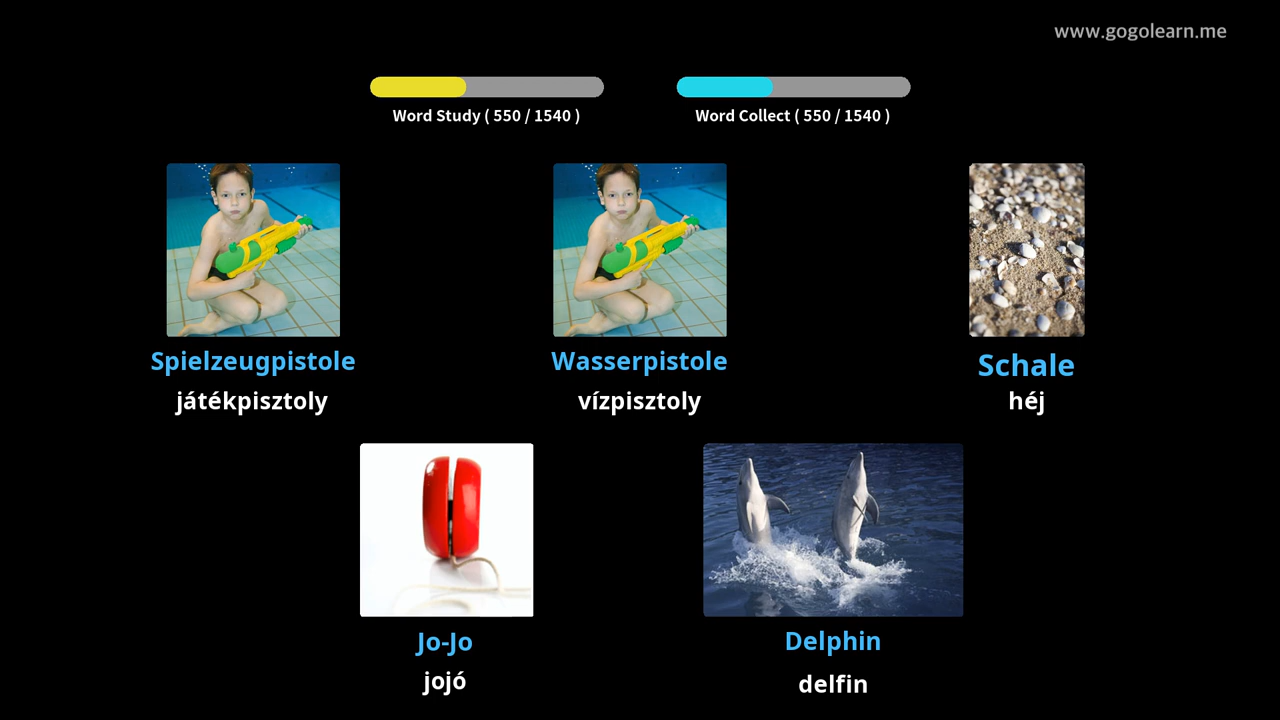 www.gogolearn.me
Word Study ( 550 / 1540 )
Word Collect ( 550 / 1540 )
Spielzeugpistole
játékpisztoly
Wasserpistole
vízpisztoly
Schale
héj
Jo-Jo
jojó
Delphin
delfin